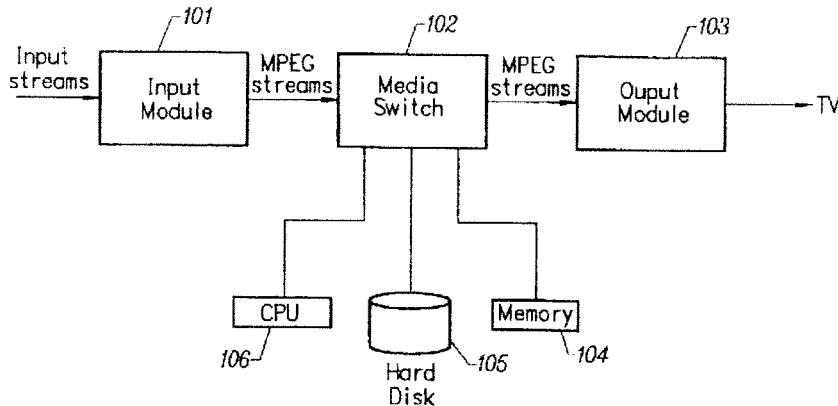 101
102
103
Input
streams
Input
Module
MPEG
streams
Media
Switch
MPEG
streams
Ouput
Module
TV
CPU
106
Hard
Disk
105
Memory
104